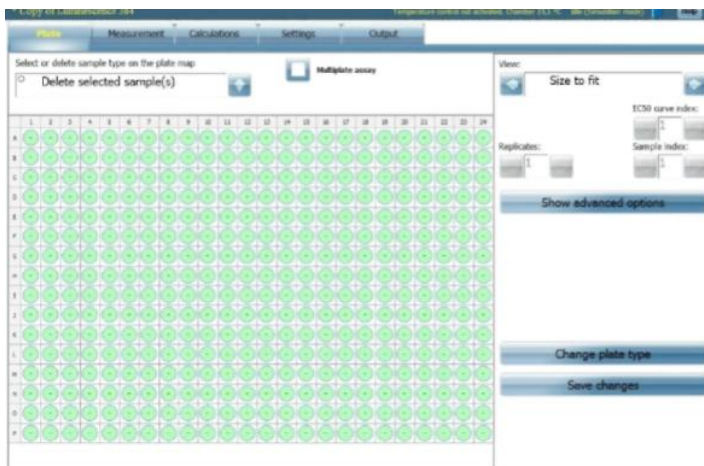 Copy of Luminescence 384
Temperature control not activated. Chamber
Help
Plate
Measurement
Calculations
Settings
Output
Select or delete sample type on the plate map
Delete selected sample(s)
Multiplate assay
View:
Size to fit
EC50 curve index:
1
Replicates:
1
Sample index:
1
Show advanced options
1 2 3 4 5 6 7 8 9 10 11 12 13 14 15 16 17 18 19 20 21 22 23 24
A
B
C
D
E
F
G
H
I
J
K
L
M
N
O
P
Change plate type
Save changes